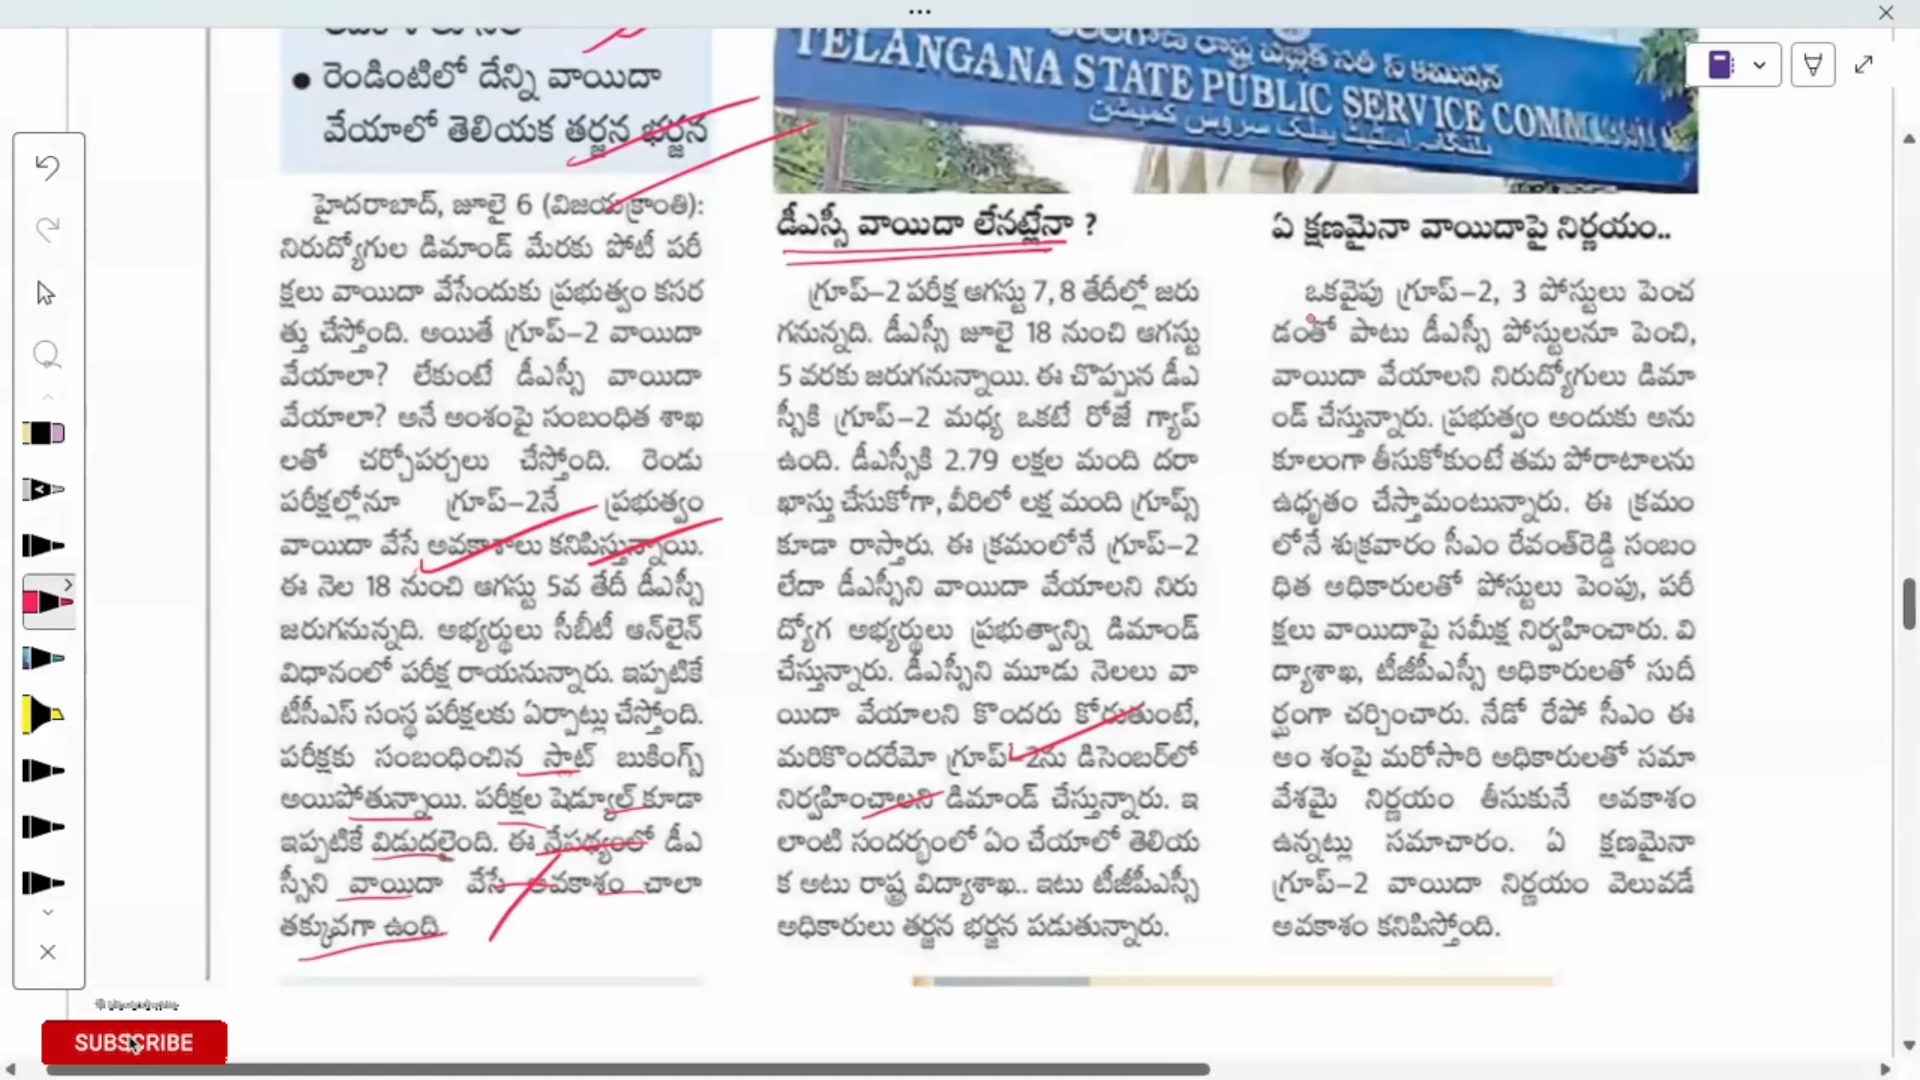 • రెండింటిలో దేన్ని వాయిదా
వేయాలో తెలియక తర్జన భర్జన
TELANGANA STATE PUBLIC SERVICE
హైదరాబాద్, జూలై 6 (విజయక్రాంతి):
నిరుద్యోగుల డిమాండ్ మేరకు పోటీ పరీ
క్షలు వాయిదా వేసేందుకు ప్రభుత్వం కసర
త్తు చేస్తోంది. అయితే గ్రూప్–2 వాయిదా
వేయాలా? లేకుంటే డీఎస్సీ వాయిదా
వేయాలా? అనే అంశంపై సంబంధిత శాఖ
లతో చర్చోపర్చలు చేస్తోంది. రెండు
పరీక్షల్లోనూ గ్రూప్–2నే ప్రభుత్వం
వాయిదా వేసే అవకాశాలు కనిపిస్తున్నాయి.
ఈ నెల 18 నుంచి ఆగస్టు 5వ తేదీ డీఎస్సీ
జరుగనున్నది. అభ్యర్థులు సీబీటీ ఆన్‌లైన్
విధానంలో పరీక్ష రాయనున్నారు. ఇప్పటికే
టీసీఎస్ సంస్థ పరీక్షలకు ఏర్పాట్లు చేస్తోంది.
పరీక్షకు సంబంధించిన స్లాట్ బుకింగ్స్
అయిపోతున్నాయి. పరీక్షల షెడ్యూల్ కూడా
ఇప్పటికే విడుదలైంది. ఈ నేపథ్యంలో డీఎ
స్సీని వాయిదా వేసే అవకాశం చాలా
తక్కువగా ఉంది.
డీఎస్సీ వాయిదా లేనట్లేనా ?
గ్రూప్–2 పరీక్ష ఆగస్టు 7, 8 తేదీల్లో జరు
గనున్నది. డీఎస్సీ జూలై 18 నుంచి ఆగస్టు
5 వరకు జరుగనున్నాయి. ఈ చొప్పున డీఎ
స్సీకి గ్రూప్–2 మధ్య ఒకటే రోజే గ్యాప్
ఉంది. డీఎస్సీకి 2.79 లక్షల మంది దరా
ఖాస్తు చేసుకోగా, వీరిలో లక్ష మంది గ్రూప్స్
కూడా రాస్తారు. ఈ క్రమంలోనే గ్రూప్–2
లేదా డీఎస్సీని వాయిదా వేయాలని నిరు
ద్యోగ అభ్యర్థులు ప్రభుత్వాన్ని డిమాండ్
చేస్తున్నారు. డీఎస్సీని మూడు నెలలు వా
యిదా వేయాలని కొందరు కోరుతుంటే,
మరికొందరేమో గ్రూప్–2ను డిసెంబర్‌లో
నిర్వహించాలని డిమాండ్ చేస్తున్నారు. ఇ
లాంటి సందర్భంలో ఏం చేయాలో తెలియ
క అటు రాష్ట్ర విద్యాశాఖ.. ఇటు టీజీపీఎస్సీ
అధికారులు తర్జన భర్జన పడుతున్నారు.
ఏ క్షణమైనా వాయిదాపై నిర్ణయం..
ఒకవైపు గ్రూప్–2, 3 పోస్టులు పెంచ
డంతో పాటు డీఎస్సీ పోస్టులనూ పెంచి,
వాయిదా వేయాలని నిరుద్యోగులు డిమా
ండ్ చేస్తున్నారు. ప్రభుత్వం అందుకు అను
కూలంగా తీసుకోకుంటే తమ పోరాటాలను
ఉధృతం చేస్తామంటున్నారు. ఈ క్రమం
లోనే శుక్రవారం సీఎం రేవంత్‌రెడ్డి సంబం
ధిత అధికారులతో పోస్టులు పెంపు, పరీ
క్షలు వాయిదాపై సమీక్ష నిర్వహించారు. వి
ద్యాశాఖ, టీజీపీఎస్సీ అధికారులతో సుదీ
ర్ఘంగా చర్చించారు. నేడో రేపో సీఎం ఈ
అం శంపై మరోసారి అధికారులతో సమా
వేశమై నిర్ణయం తీసుకునే అవకాశం
ఉన్నట్లు సమాచారం. ఏ క్షణమైనా
గ్రూప్–2 వాయిదా నిర్ణయం వెలువడే
అవకాశం కనిపిస్తోంది.
SUBSCRIBE